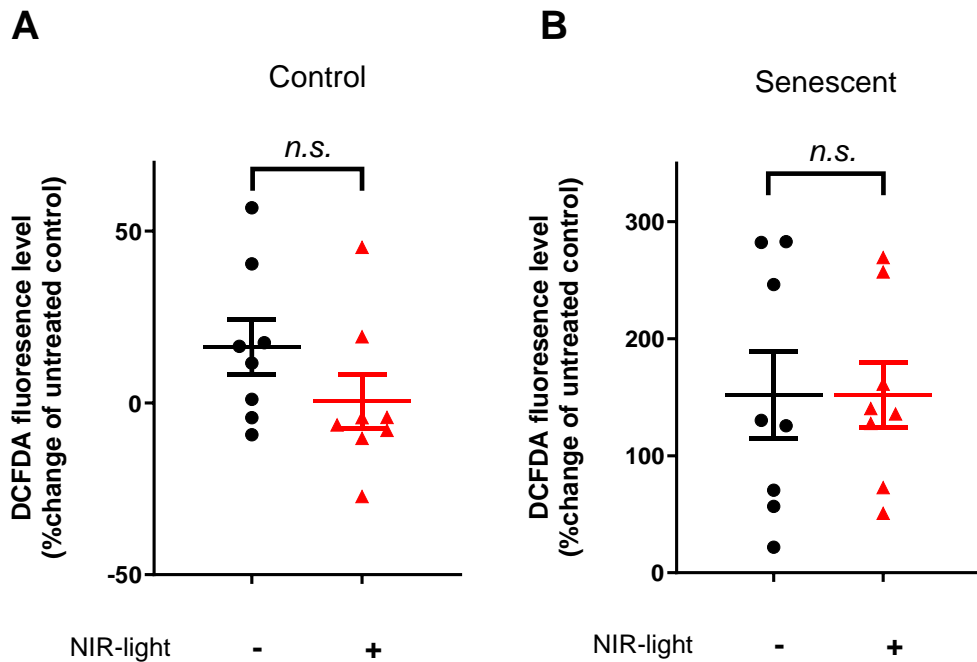 A
Control
n.s.
DCFDA fluoresence level
(%change of untreated control)
50
0
-50
NIR-light - +
B
Senescent
n.s.
DCFDA fluoresence level
(%change of untreated control)
300
200
100
0
NIR-light - +